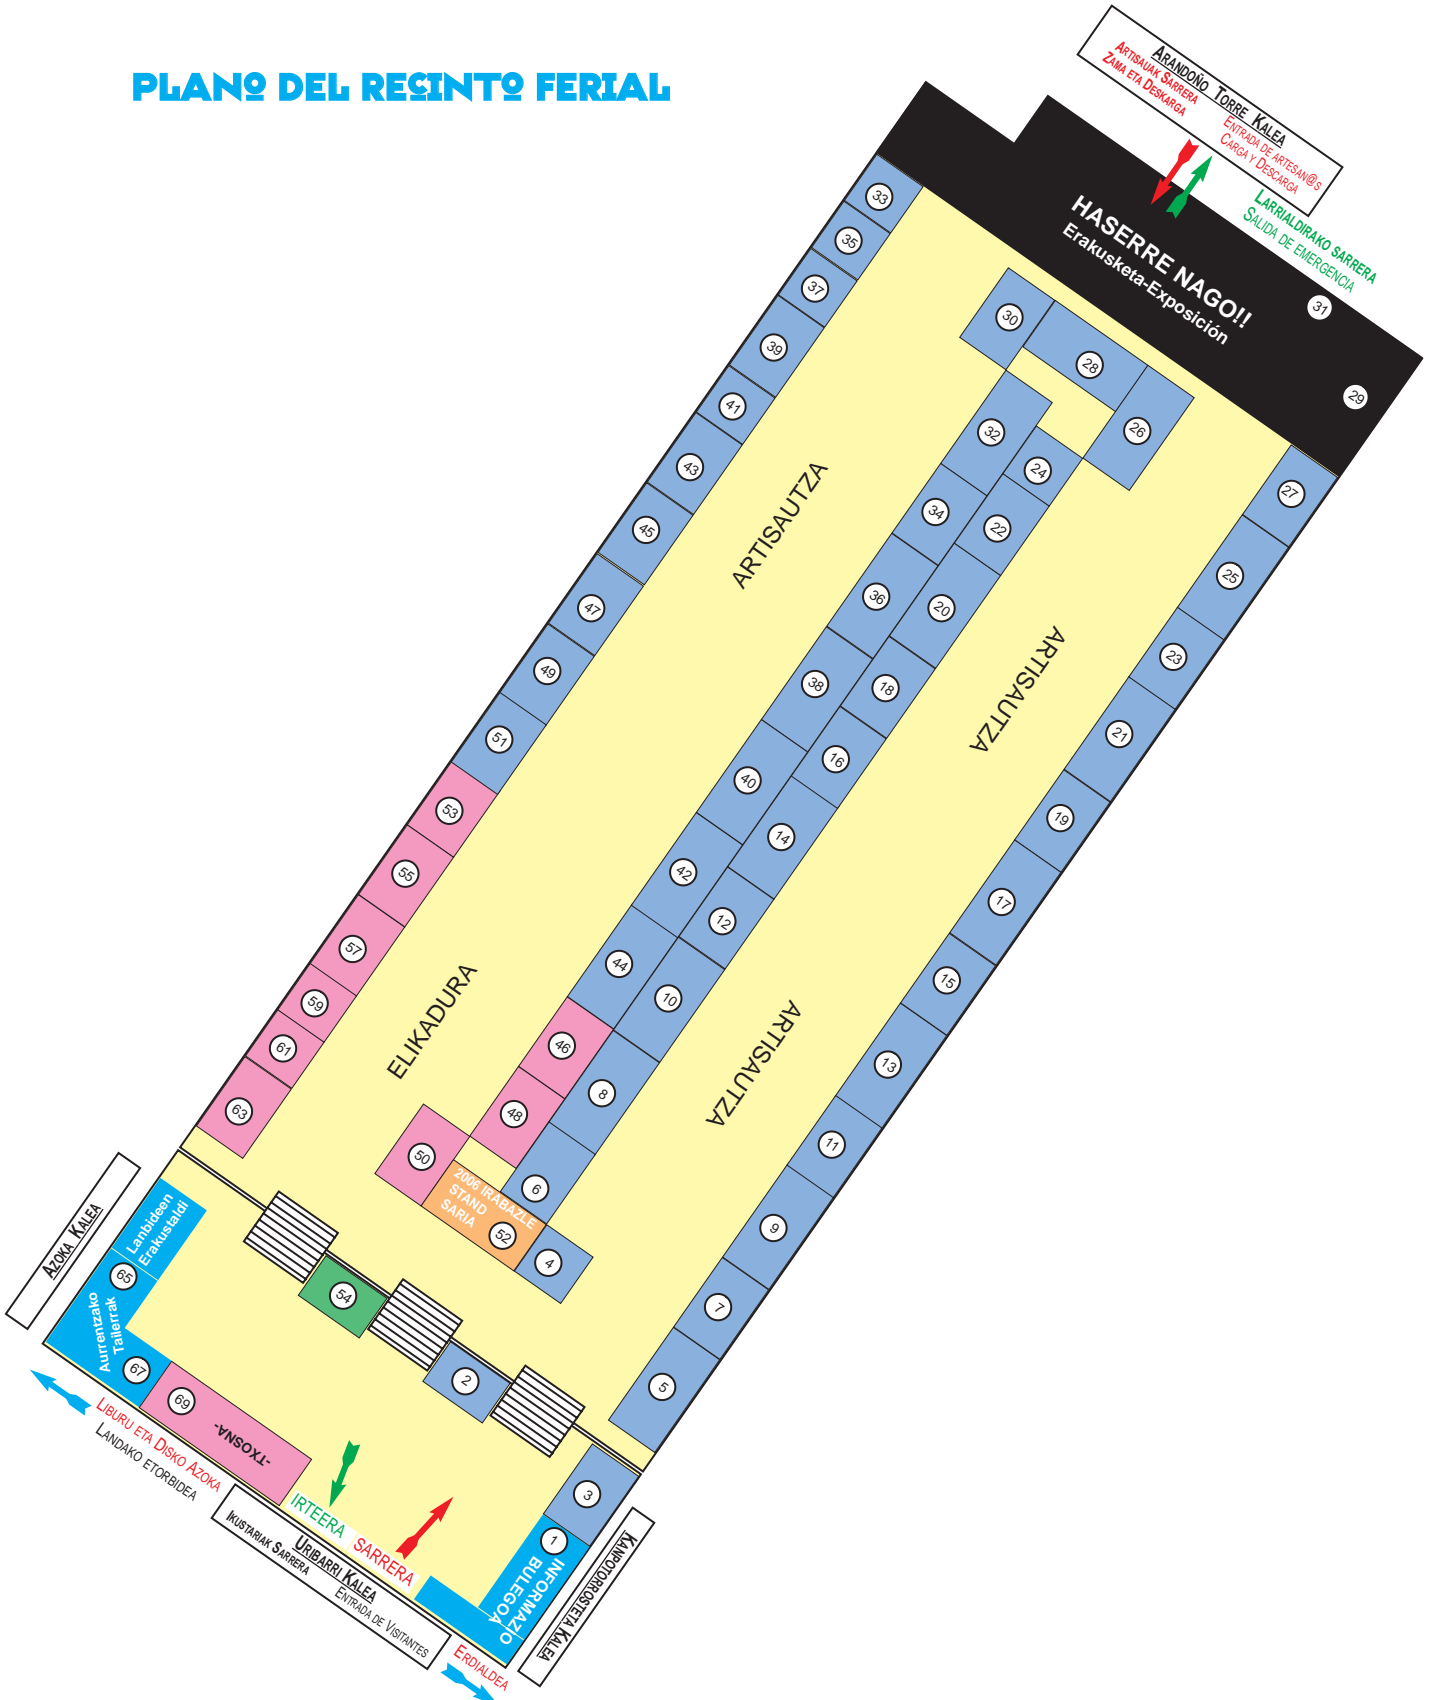 PLANO DEL RECINTO FERIAL
ARANDOÑO TORRE KALEA
ARTISAUAK SARRERA
ZAMA ETA DESKARGA
ENTRADA DE ARTESAN@S
CARGA Y DESCARGA
LARRIALDIRAKO SARRERA
SALIDA DE EMERGENCIA
HASERRE NAGO!!
Erakusketa-Exposición
31
29
33
35
37
39
41
43
45
47
49
51
53
55
57
59
61
63
30
28
26
32
34
36
38
40
42
44
46
48
50
24
22
20
18
16
14
12
10
8
6
4
2006 IRABAZLE
STAND
SARIA
52
27
25
23
21
19
17
15
13
11
9
7
5
ARTISAUTZA
ARTISAUTZA
ARTISAUTZA
ELIKADURA
54
2
3
1
INFORMAZIO
BULEGOA
Lanbideen
Erakustaldi
65
Aurrentzako
Tailerrak
67
69
-TXOSNA-
AZOKA KALEA
LIBURU ETA DISKO AZOKA
LANDAKO ETORBIDEA
IRTEERA
SARRERA
URIBARRI KALEA
IKUSTARIAK SARRERA
ENTRADA DE VISITANTES
KANPOTORROSTETA KALEA
ERDIALDEA